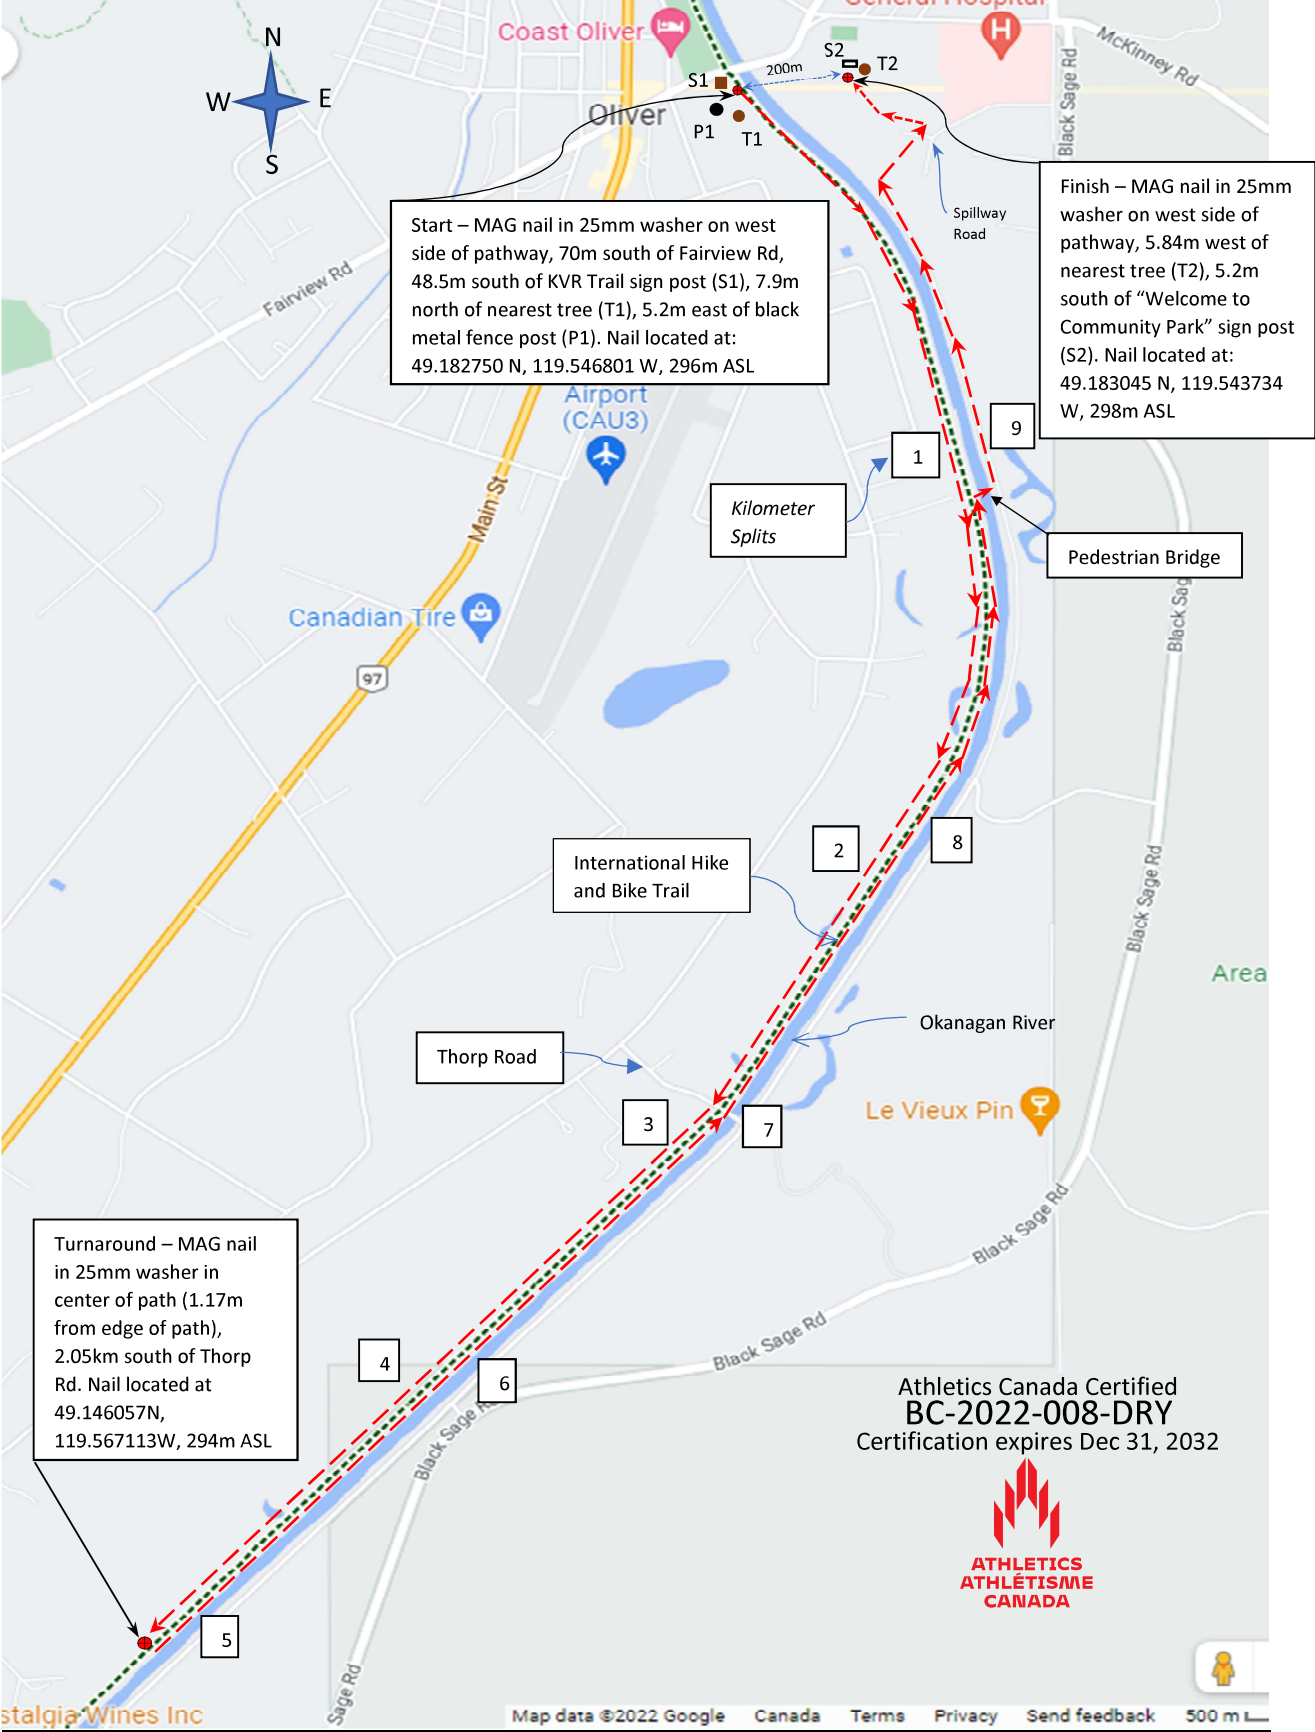 General Hospital
Coast Oliver
H
McKinney Rd
N
W
E
S
S2
T2
200m
S1
Oliver
P1
T1
Black Sage Rd
Start – MAG nail in 25mm washer on west
side of pathway, 70m south of Fairview Rd,
48.5m south of KVR Trail sign post (S1), 7.9m
north of nearest tree (T1), 5.2m east of black
metal fence post (P1). Nail located at:
49.182750 N, 119.546801 W, 296m ASL
Finish – MAG nail in 25mm
washer on west side of
pathway, 5.84m west of
nearest tree (T2), 5.2m
south of “Welcome to
Community Park” sign post
(S2). Nail located at:
49.183045 N, 119.543734
W, 298m ASL
Spillway
Road
Fairview Rd
Airport
(CAU3)
9
1
Kilometer
Splits
Main St
Pedestrian Bridge
Black Sag
Canadian Tire
97
2
8
International Hike
and Bike Trail
Black Sage Rd
Area
Okanagan River
Thorp Road
Le Vieux Pin
3
7
Black Sage Rd
Turnaround – MAG nail
in 25mm washer in
center of path (1.17m
from edge of path),
2.05km south of Thorp
Rd. Nail located at
49.146057N,
119.567113W, 294m ASL
Black Sage Rd
4
6
Black Sage R
Athletics Canada Certified
BC-2022-008-DRY
Certification expires Dec 31, 2032
ATHLETICS
ATHLÉTISME
CANADA
5
Sage Rd
stalgia Wines Inc
Map data ©2022 Google
Canada
Terms
Privacy
Send feedback
500 m